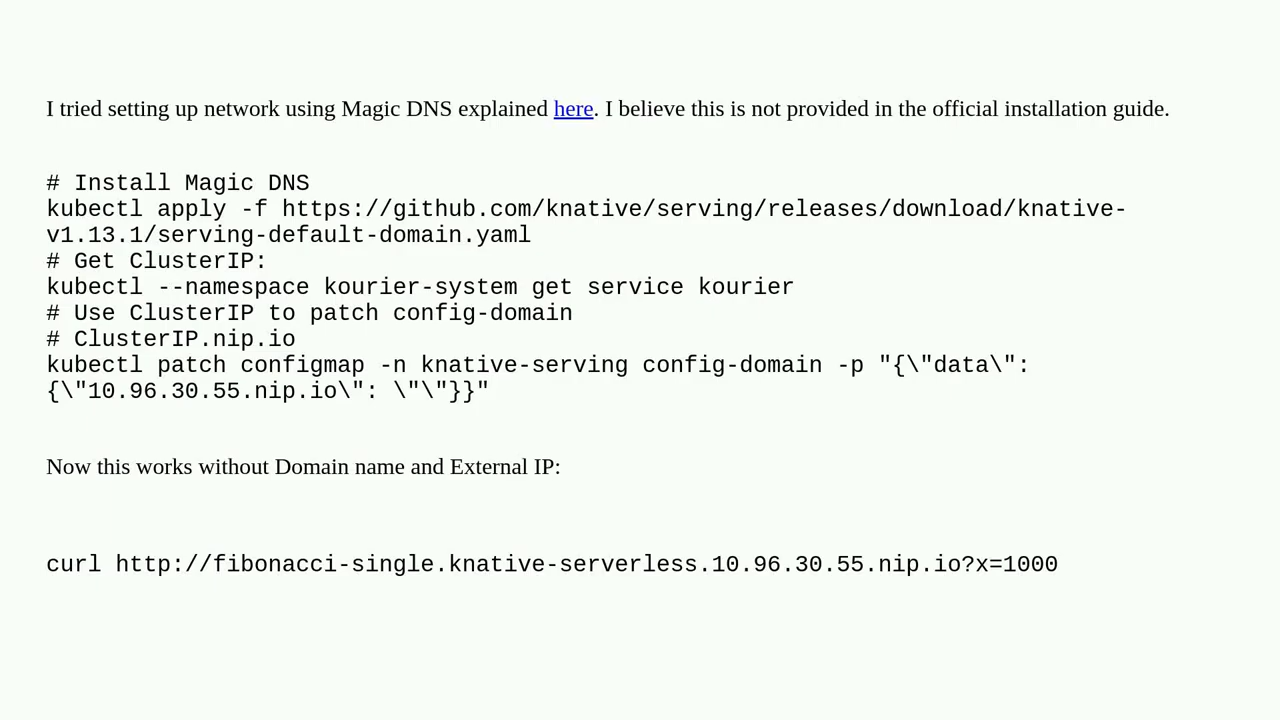 I tried setting up network using Magic DNS explained here. I believe this is not provided in the official installation guide.
# Install Magic DNS
kubectl apply -f https://github.com/knative/serving/releases/download/knative-
v1.13.1/serving-default-domain.yaml
# Get ClusterIP:
kubectl --namespace kourier-system get service kourier
# Use ClusterIP to patch config-domain
# ClusterIP.nip.io
kubectl patch configmap -n knative-serving config-domain -p "{\"data\":
{\"10.96.30.55.nip.io\": \"\"}}"
Now this works without Domain name and External IP:
curl http://fibonacci-single.knative-serverless.10.96.30.55.nip.io?x=1000